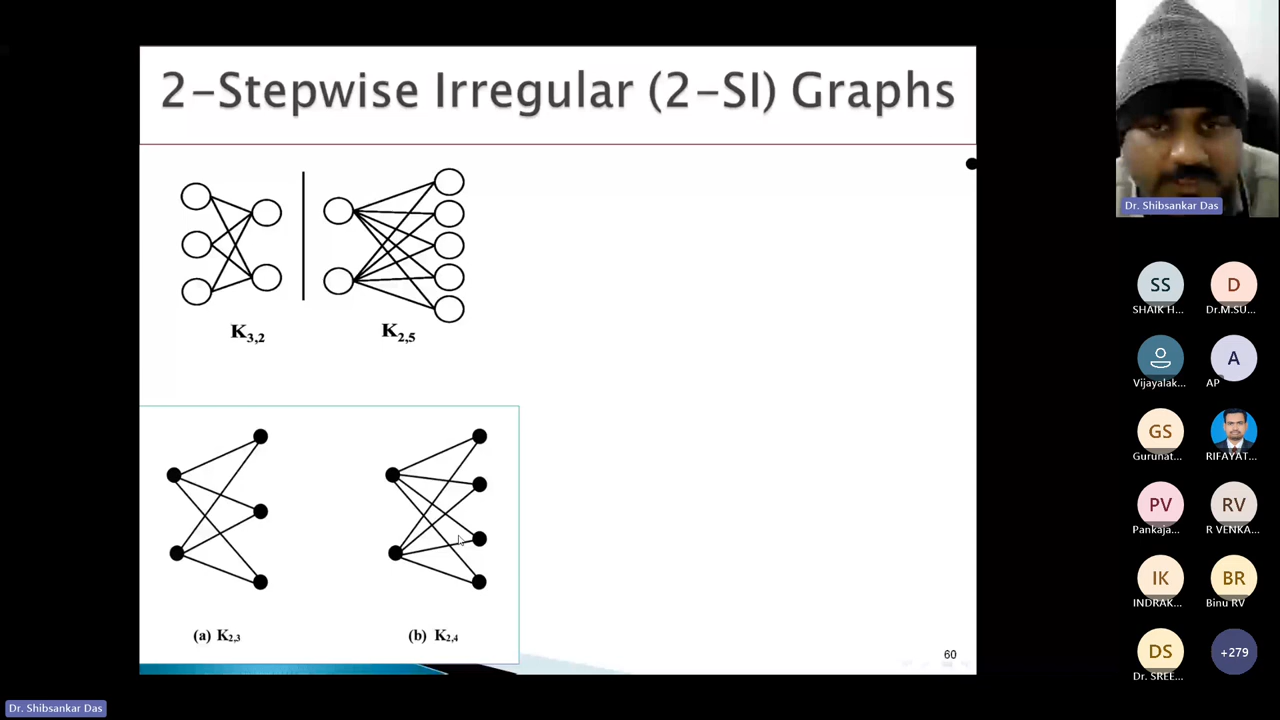 2-Stepwise Irregular (2-SI) Graphs
K3,2
K2,5
(a) K2,3
(b) K2,4
60
Dr. Shibsankar Das
SS
SHAIK H...
D
Dr.M.SU...
Vijayalak...
A
AP
GS
Gurunat...
RIFAYAT...
PV
Pankaja...
RV
R VENKA...
IK
INDRAK...
BR
Binu RV
DS
Dr. SREE...
+279
Dr. Shibsankar Das